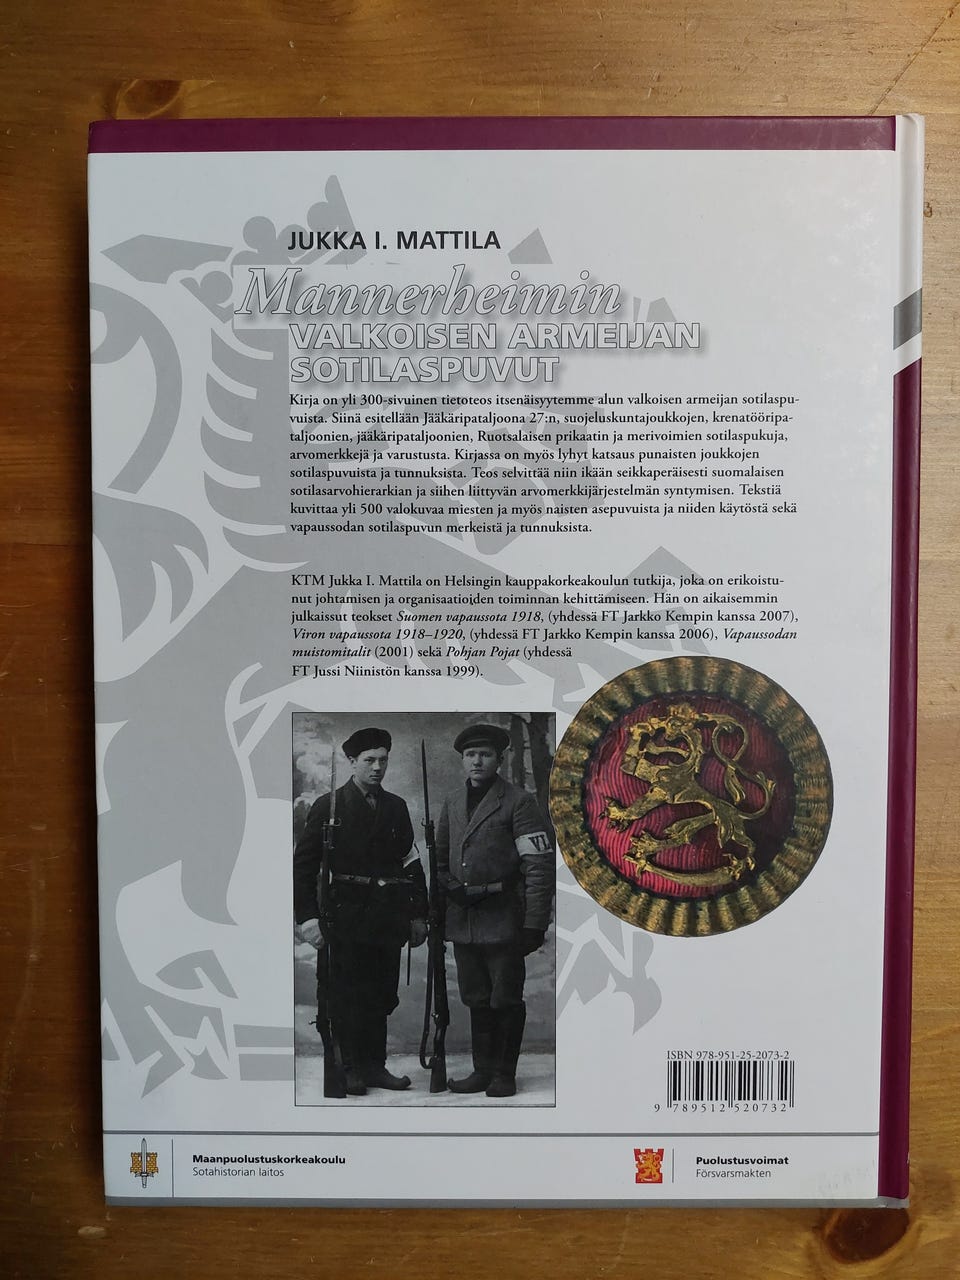 JUKKA I. MATTILA
Mannerheimin
VALKOISEN ARMEIJAN
SOTILASPUVUT
Kirja on yli 300-sivuinen tietoteos itsenäisyytemme alun valkoisen armeijan sotilaspu-
vuista. Siinä esitellään Jääkäripataljoona 27:n, suojeluskuntajoukkojen, krenatööripa-
taljoonien, jääkäripataljoonien, Ruotsalaisen prikaatin ja merivoimien sotilaspukuja,
arvomerkkejä ja varustusta. Kirjassa on myös lyhyt katsaus punaisten joukkojen
sotilaspuvuista ja tunnuksista. Teos selvittää niin ikään seikkaperäisesti suomalaisen
sotilasarvohierarkian ja siihen liittyvän arvomerkkijärjestelmän syntymisen. Tekstiä
kuvittaa yli 500 valokuvaa miesten ja myös naisten asepuvuista ja niiden käytöstä sekä
vapaussodan sotilaspuvun merkeistä ja tunnuksista.
KTM Jukka I. Mattila on Helsingin kauppakorkeakoulun tutkija, joka on erikoistu-
nut johtamisen ja organisaatioiden toiminnan kehittämiseen. Hän on aikaisemmin
julkaissut teokset Suomen vapaussota 1918, (yhdessä FT Jarkko Kempin kanssa 2007),
Viron vapaussota 1918–1920, (yhdessä FT Jarkko Kempin kanssa 2006), Vapaussodan
muistomitalit (2001) sekä Pohjan Pojat (yhdessä
FT Jussi Niinistön kanssa 1999).
VI
ISBN 978-951-25-2073-2
9 789512 520732
Maanpuolustuskorkeakoulu
Sotahistorian laitos
Puolustusvoimat
Försvarsmakten